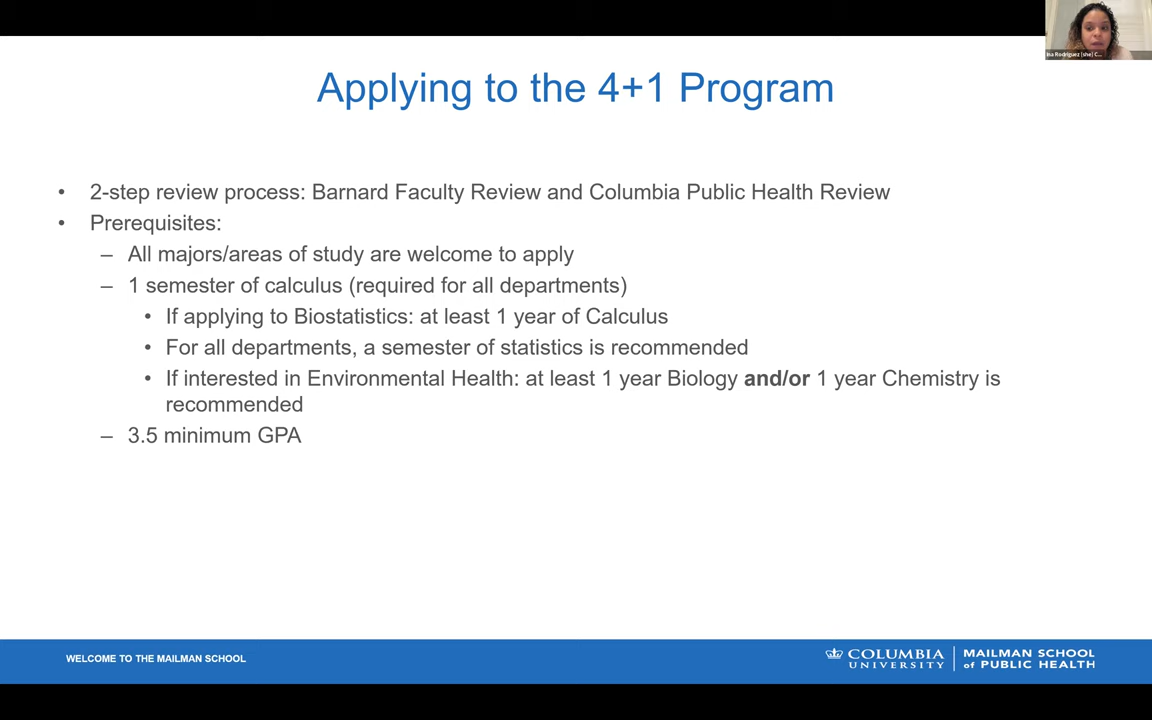 Ina Rodriguez (she) C...
Applying to the 4+1 Program
• 2-step review process: Barnard Faculty Review and Columbia Public Health Review
• Prerequisites:
– All majors/areas of study are welcome to apply
– 1 semester of calculus (required for all departments)
• If applying to Biostatistics: at least 1 year of Calculus
• For all departments, a semester of statistics is recommended
• If interested in Environmental Health: at least 1 year Biology and/or 1 year Chemistry is
recommended
– 3.5 minimum GPA
WELCOME TO THE MAILMAN SCHOOL
COLUMBIA
UNIVERSITY
MAILMAN SCHOOL
of PUBLIC HEALTH